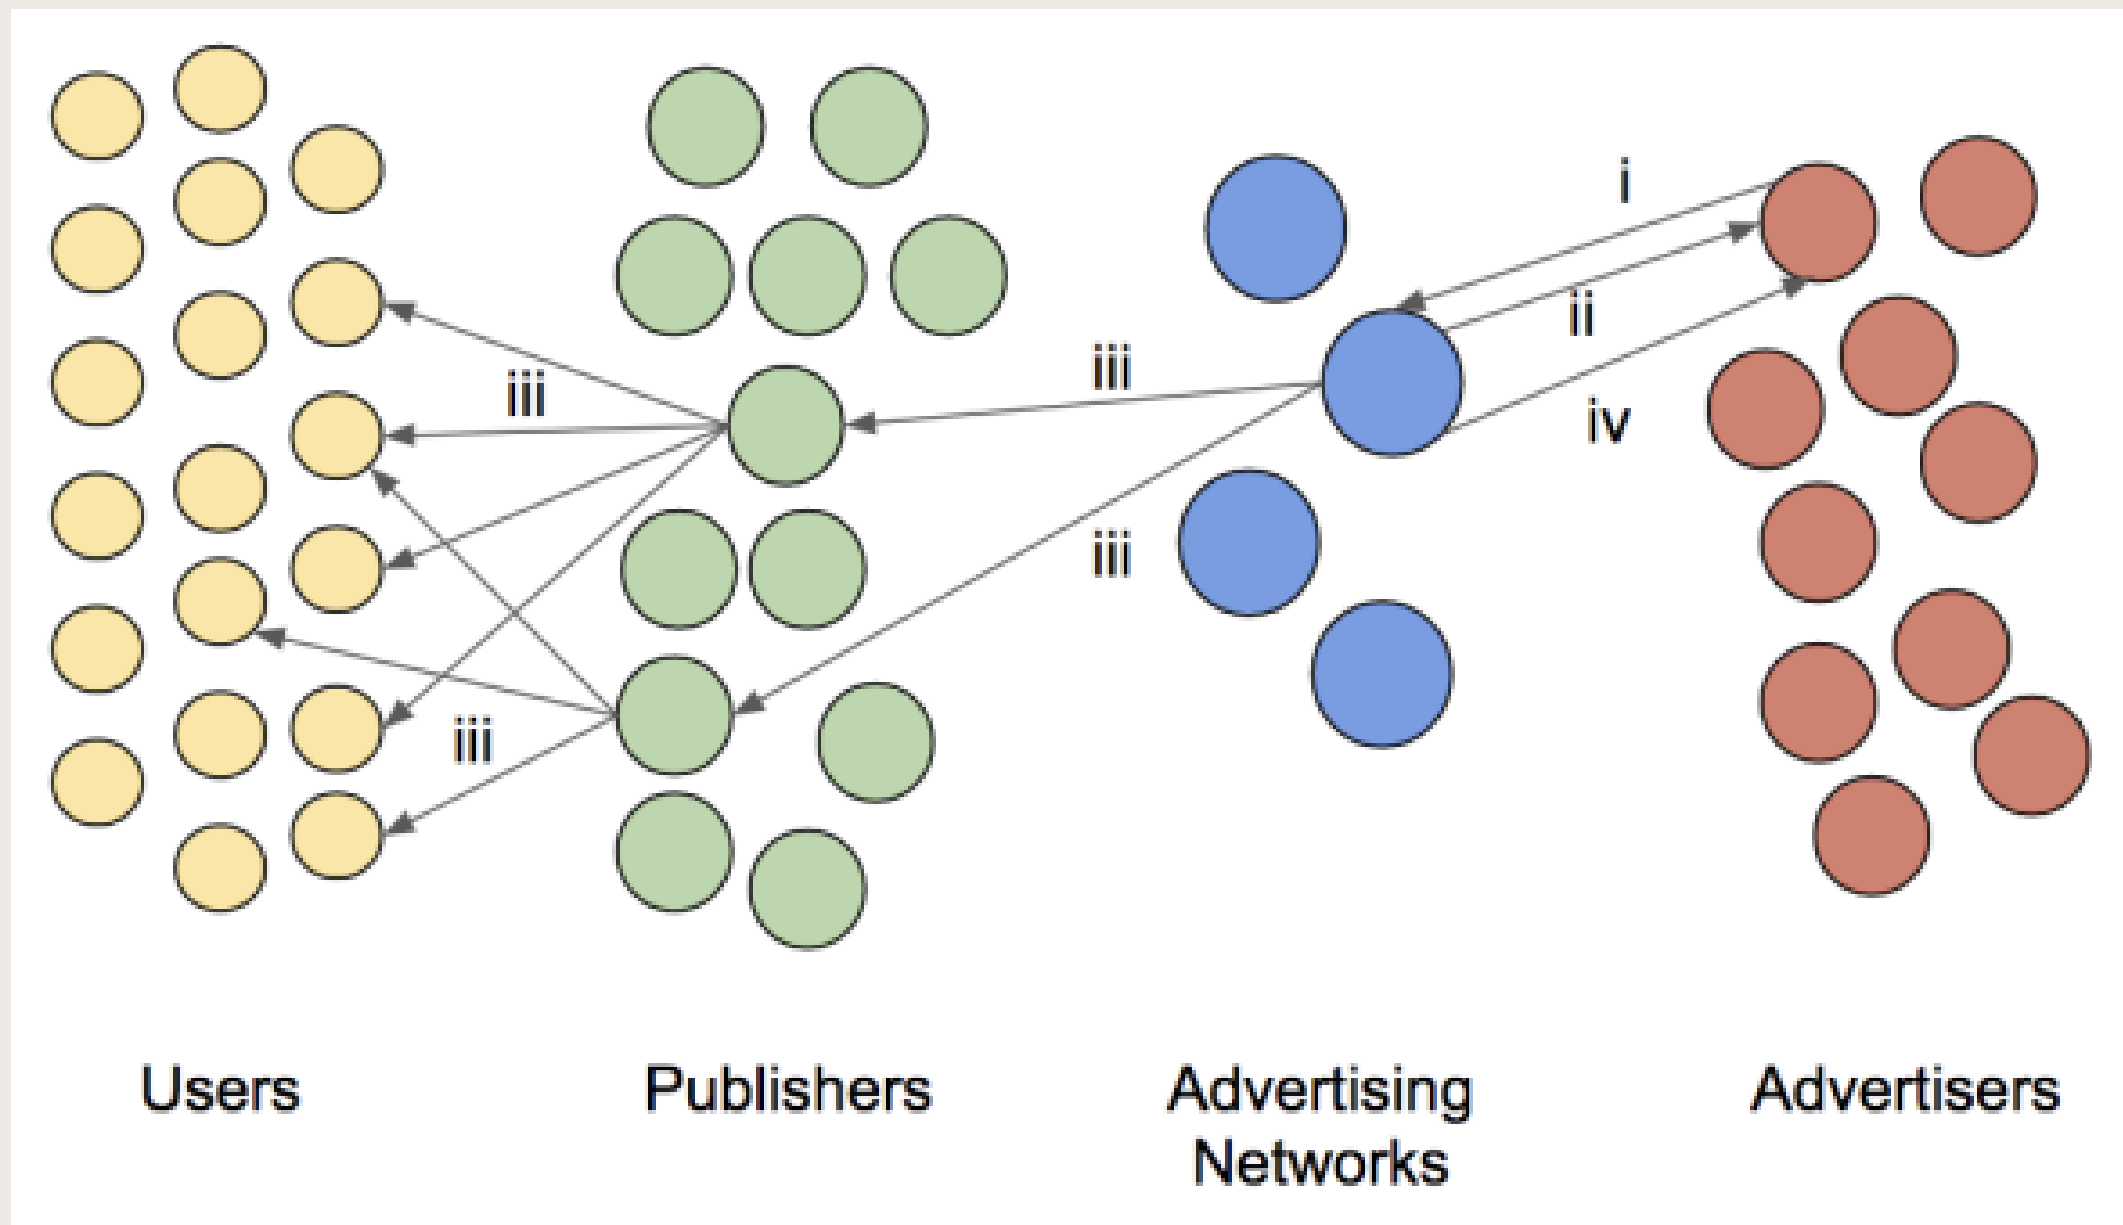 i
ii
iii
iii
iv
iii
iii
Users
Publishers
Advertising
Networks
Advertisers